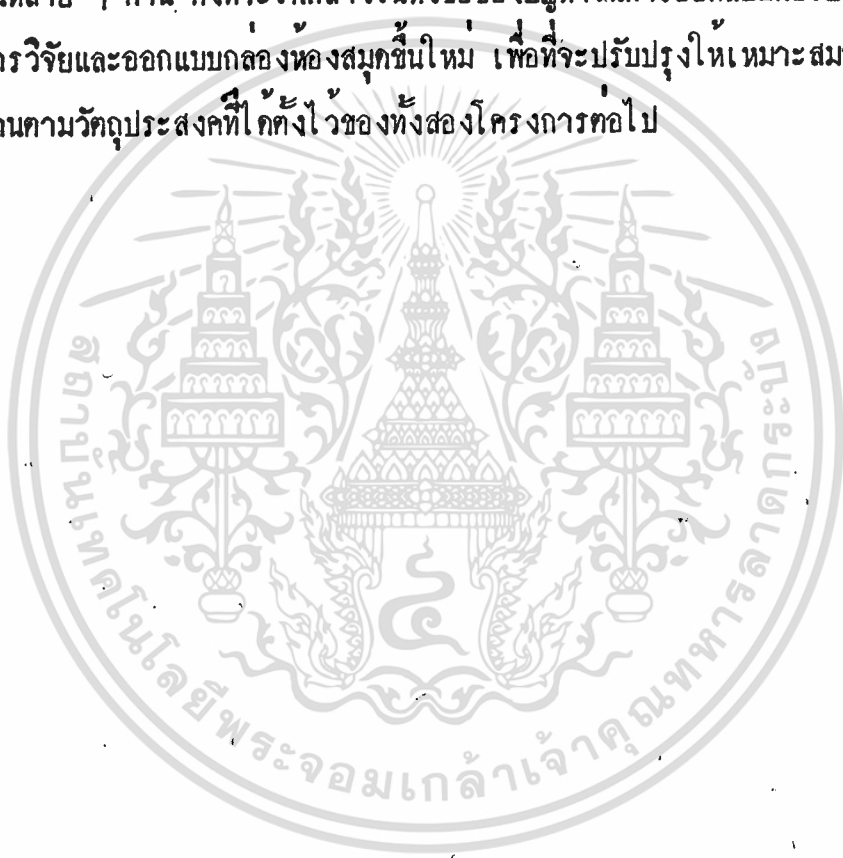 การวิจัยและออกแบบกล่องห้องสมุดขึ้นใหม่ เพื่อที่จะปรับปรุงให้เหมาะสม
ตามวัตถุประสงค์ที่ได้ตั้งไว้ของทั้งสองโครงการต่อไป
สถาบันเทคโนโลยีพระจอมเกล้าเจ้าคุณทหารลาดกระบัง